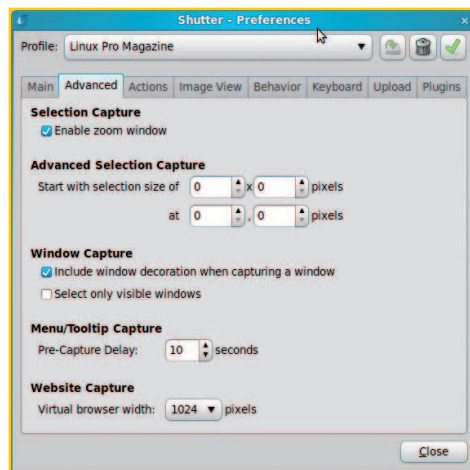 Shutter - Preferences
Profile: Linux Pro Magazine
Main Advanced Actions Image View Behavior Keyboard Upload Plugins
Selection Capture
Enable zoom window
Advanced Selection Capture
Start with selection size of 0 x 0 pixels
at 0 , 0 pixels
Window Capture
Include window decoration when capturing a window
Select only visible windows
Menu/Tooltip Capture
Pre-Capture Delay: 10 seconds
Website Capture
Virtual browser width: 1024 pixels
Close